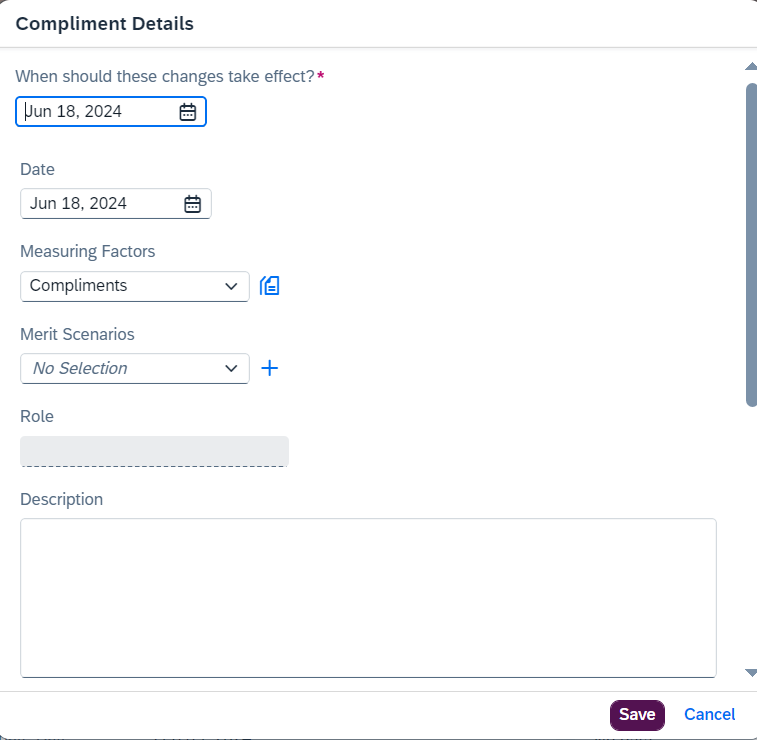 Compliment Details
When should these changes take effect?*
Jun 18, 2024
Date
Jun 18, 2024
Measuring Factors
Compliments
Merit Scenarios
No Selection
Role
Description
Save Cancel